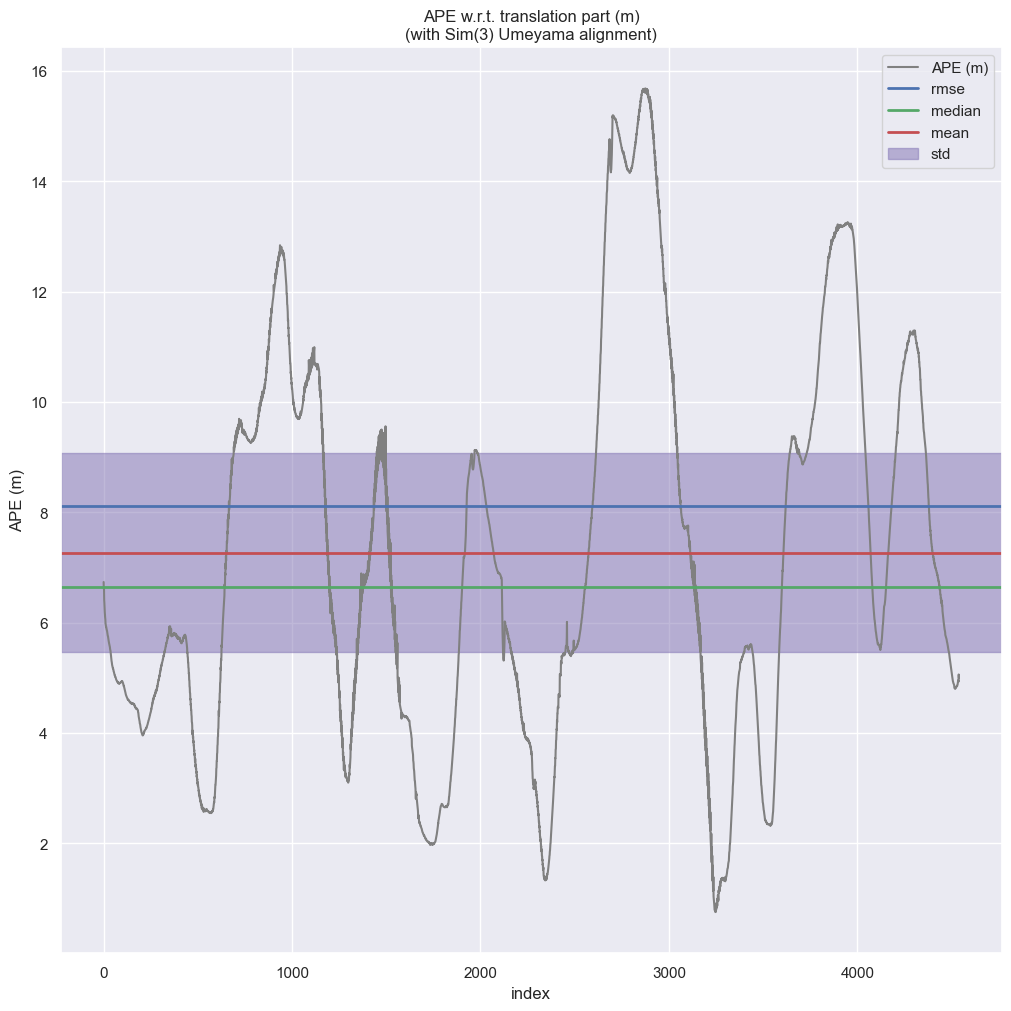 APE w.r.t. translation part (m)
(with Sim(3) Umeyama alignment)
APE (m)
rmse
median
mean
std
16
14
12
10
8
6
4
2
APE (m)
0
1000
2000
3000
4000
index